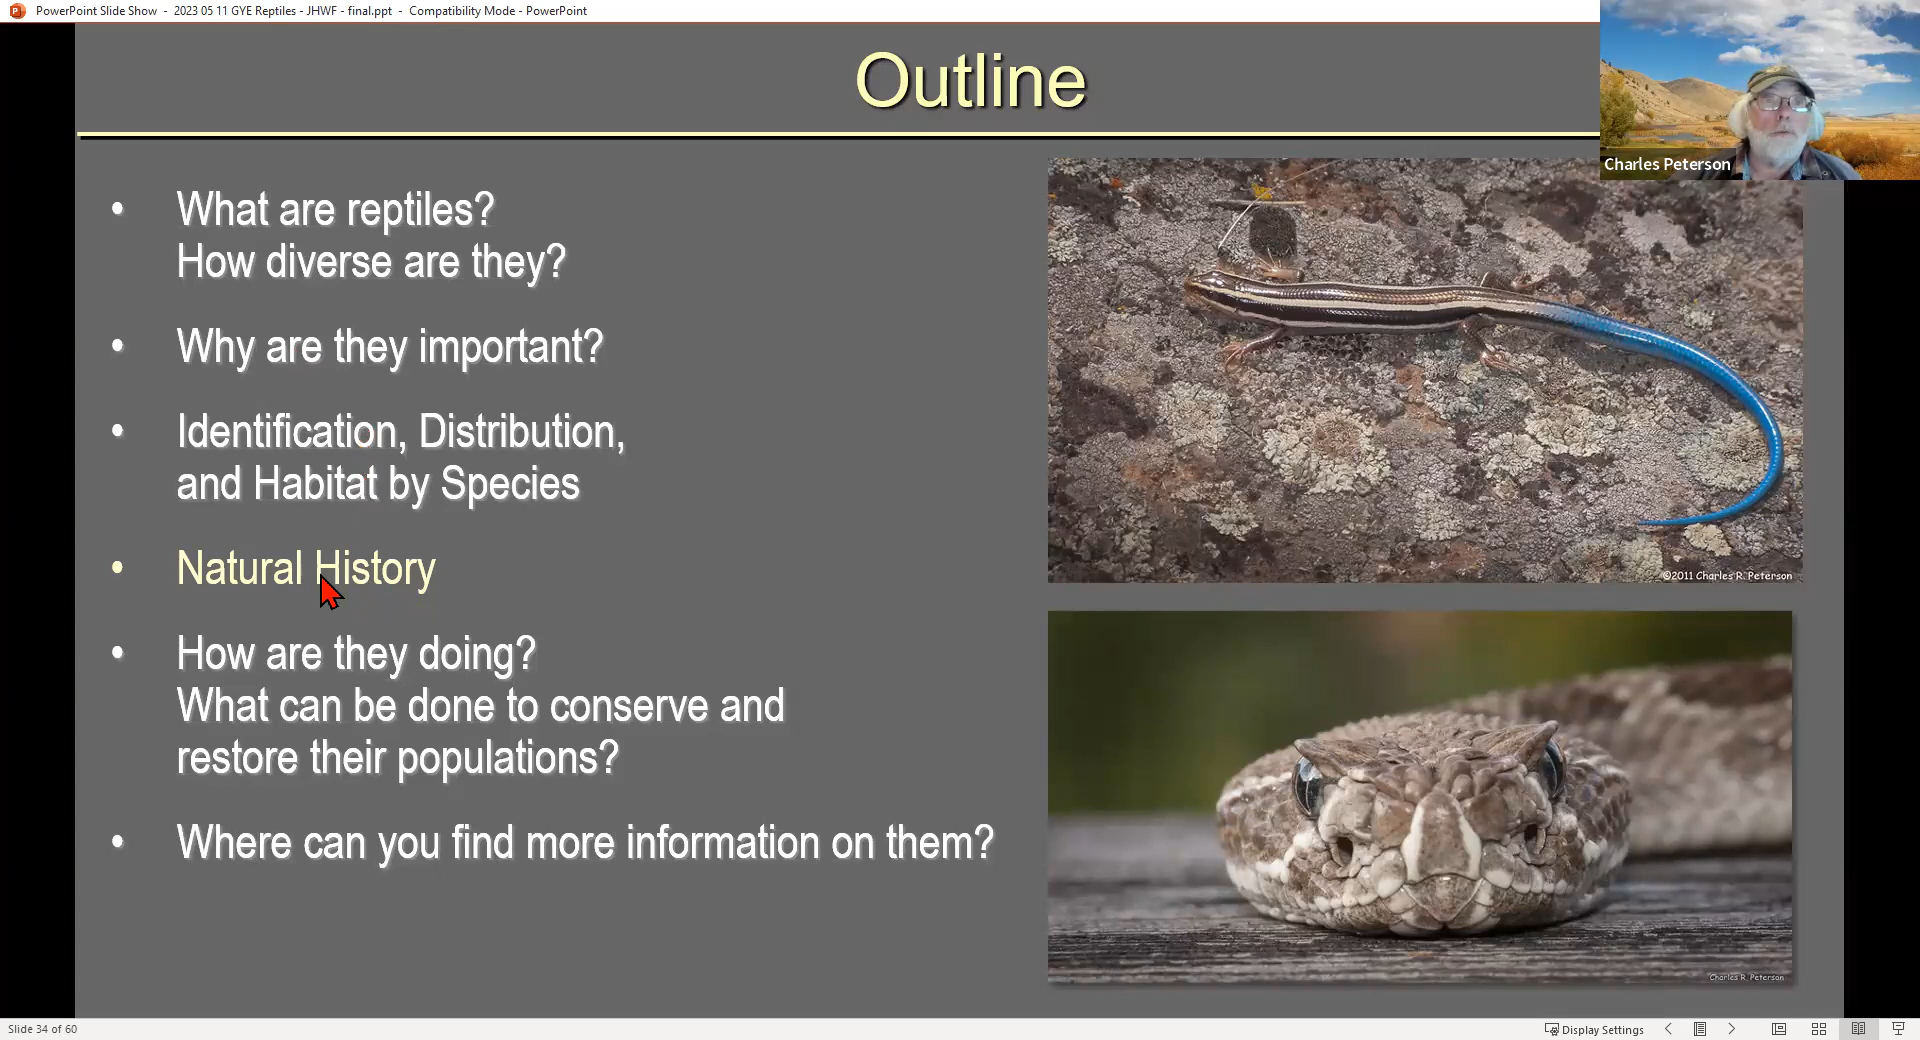 PowerPoint Slide Show - 2023 05 11 GYE Reptiles - JHWF - final.ppt - Compatibility Mode - PowerPoint
Outline
Charles Peterson
• What are reptiles?
How diverse are they?
• Why are they important?
• Identification, Distribution,
and Habitat by Species
• Natural History
• How are they doing?
What can be done to conserve and
restore their populations?
• Where can you find more information on them?
©2011 Charles R. Peterson
Charles R. Peterson
Slide 34 of 60
Display Settings